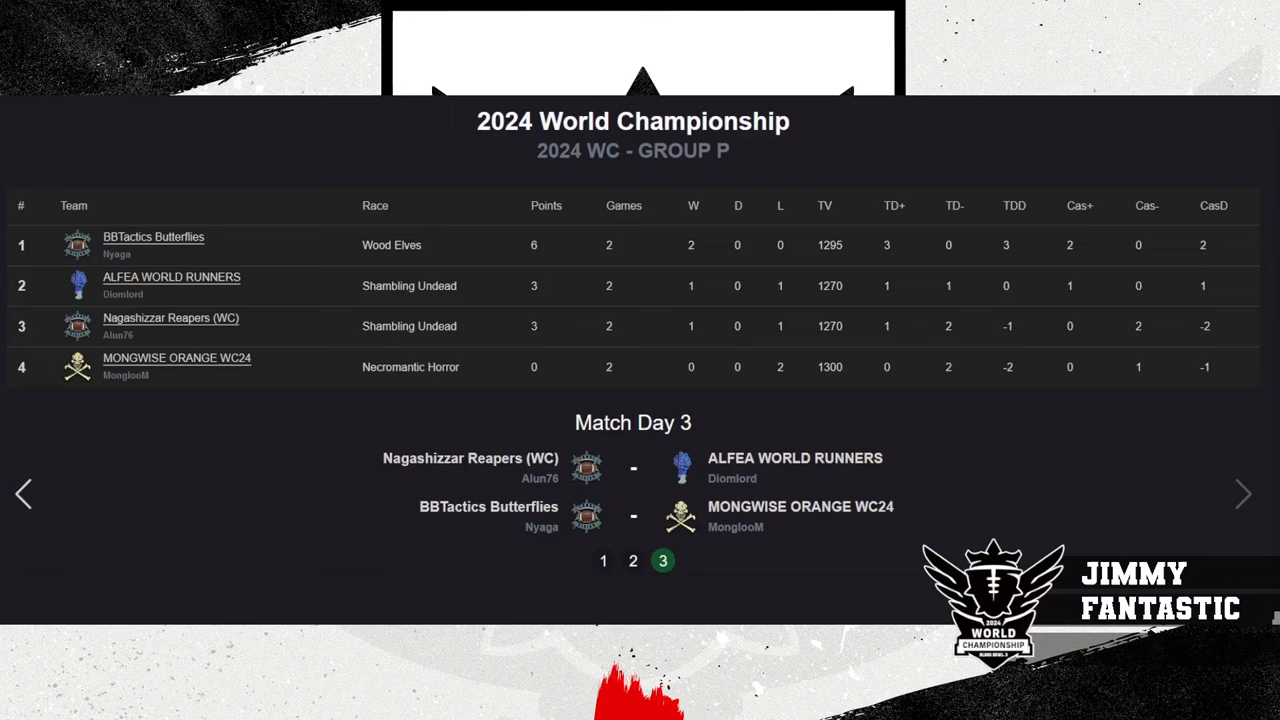 2024 World Championship
2024 WC - GROUP P
# Team Race Points Games W D L TV TD+ TD- TDD Cas+ Cas- CasD
1 BBTactics Butterflies Wood Elves 6 2 2 0 0 1295 3 0 3 2 0 2
Nyaga
2 ALFEA WORLD RUNNERS Shambling Undead 3 2 1 0 1 1270 1 1 0 1 0 1
Diomlord
3 Nagashizzar Reapers (WC) Shambling Undead 3 2 1 0 1 1270 1 2 -1 0 2 -2
Alun76
4 MONGWISE ORANGE WC24 Necromantic Horror 0 2 0 0 2 1300 0 2 -2 0 1 -1
MonglooM
Match Day 3
Nagashizzar Reapers (WC) - ALFEA WORLD RUNNERS
Alun76 Diomlord
BBTactics Butterflies - MONGWISE ORANGE WC24
Nyaga MonglooM
1 2 3
JIMMY
FANTASTIC
2024
WORLD
CHAMPIONSHIP
BLOOD BOWL 3